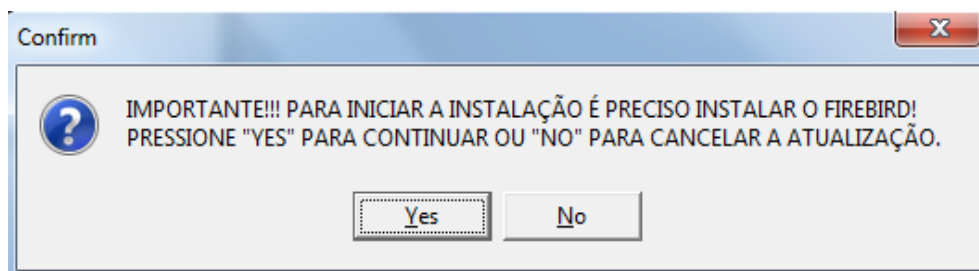 Confirm
IMPORTANTE!!! PARA INICIAR A INSTALAÇÃO É PRECISO INSTALAR O FIREBIRD!
PRESSIONE "YES" PARA CONTINUAR OU "NO" PARA CANCELAR A ATUALIZAÇÃO.
Yes No